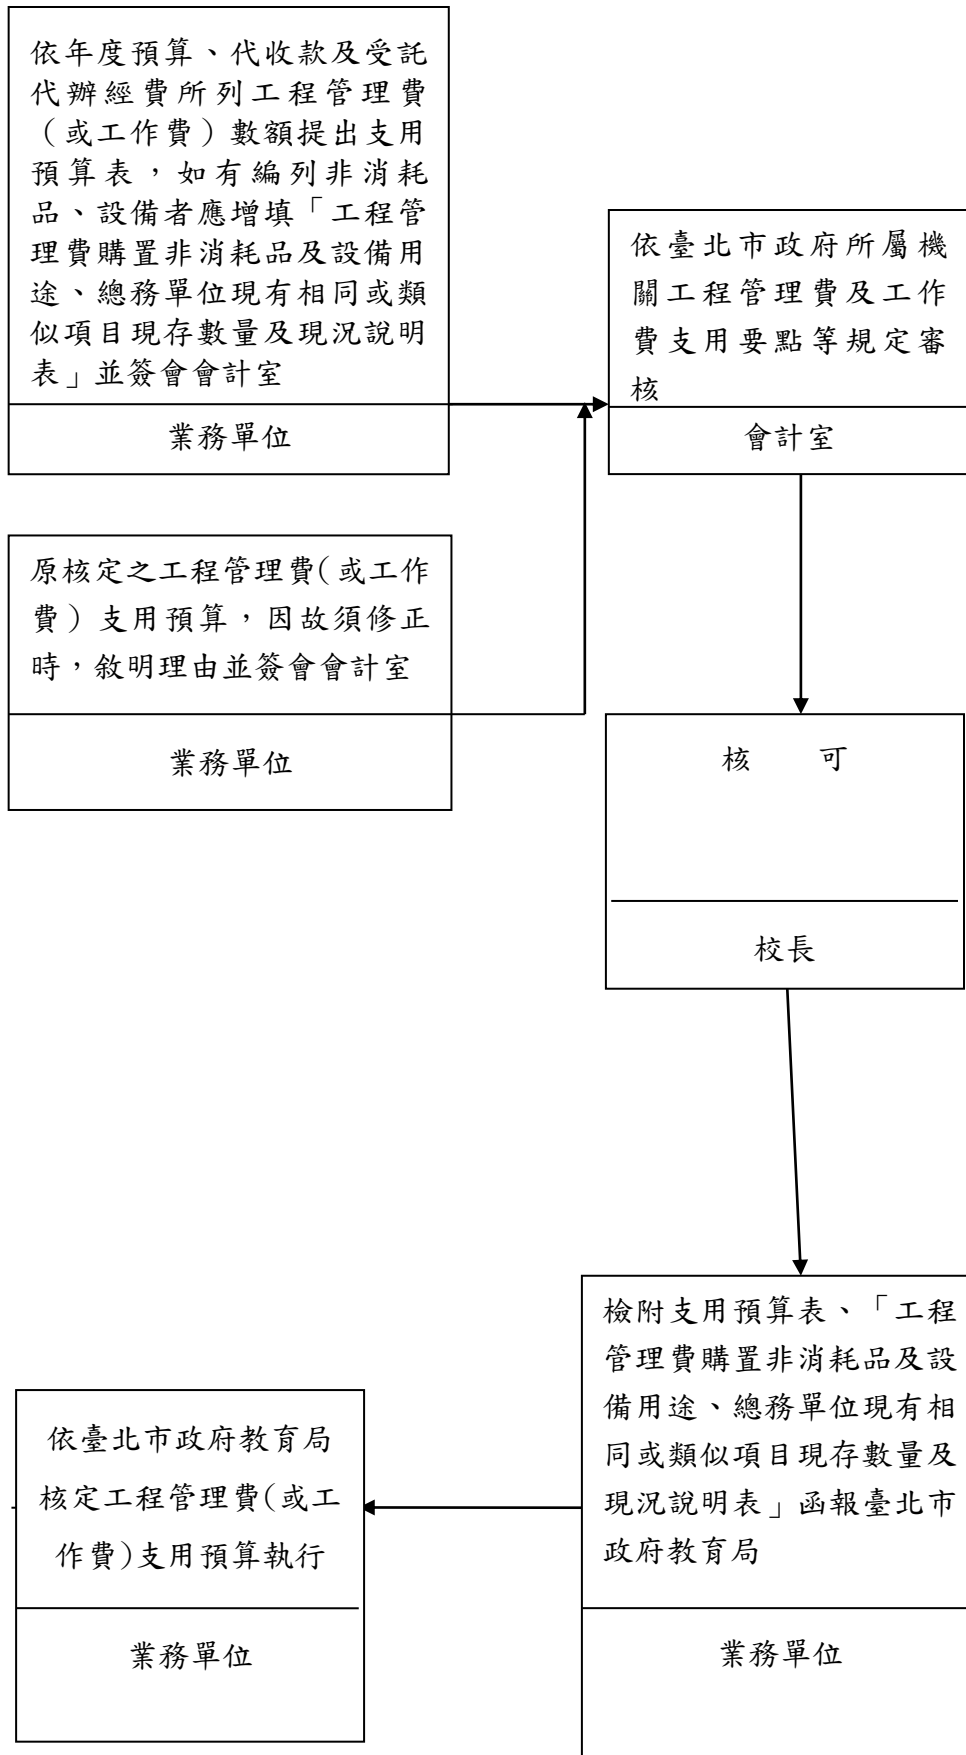 依年度預算、代收款及受託
代辦經費所列工程管理費
（或工作費）數額提出支用
預算表，如有編列非消耗
品、設備者應增填「工程管
理費購置非消耗品及設備用
途、總務單位現有相同或類
似項目現存數量及現況說明
表」並簽會會計室
業務單位
依臺北市政府所屬機
關工程管理費及工作
費支用要點等規定審
核
會計室
原核定之工程管理費(或工作
費）支用預算，因故須修正
時，敘明理由並簽會會計室
業務單位
核　可
校長
檢附支用預算表、「工程
管理費購置非消耗品及設
備用途、總務單位現有相
同或類似項目現存數量及
現況說明表」函報臺北市
政府教育局
業務單位
依臺北市政府教育局
核定工程管理費(或工
作費)支用預算執行
業務單位